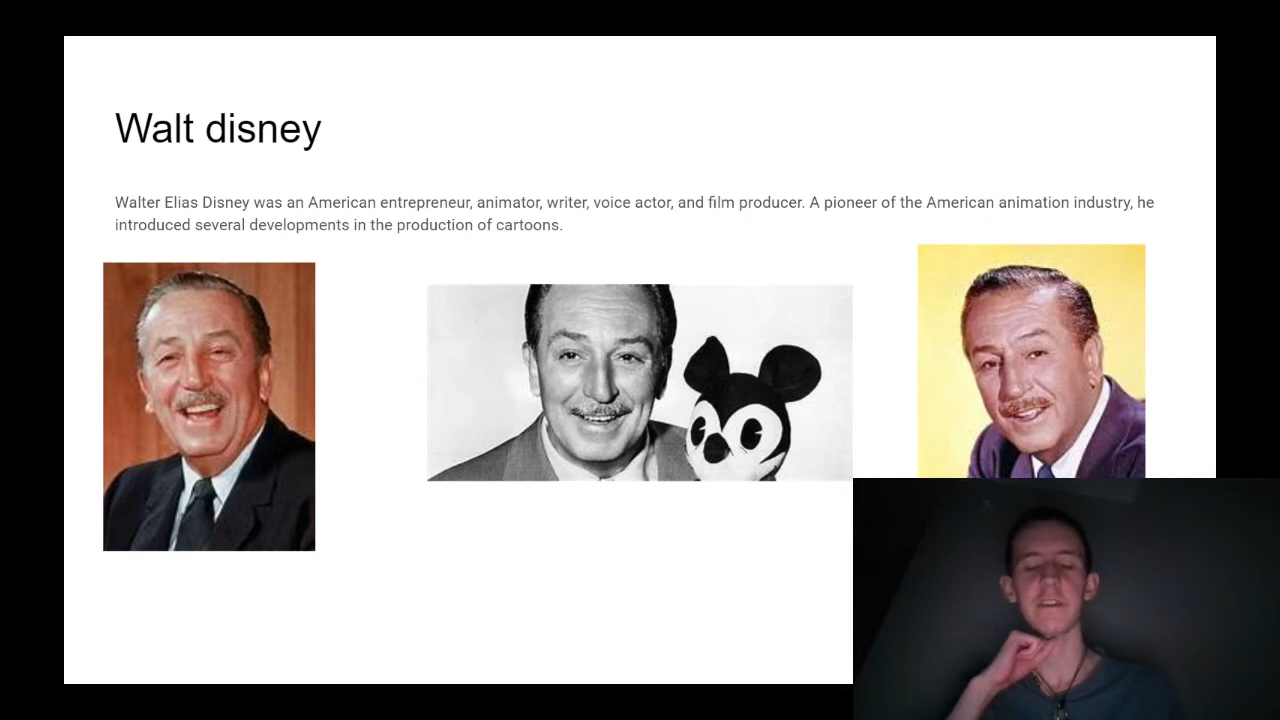 Walt disney
Walter Elias Disney was an American entrepreneur, animator, writer, voice actor, and film producer. A pioneer of the American animation industry, he
introduced several developments in the production of cartoons.